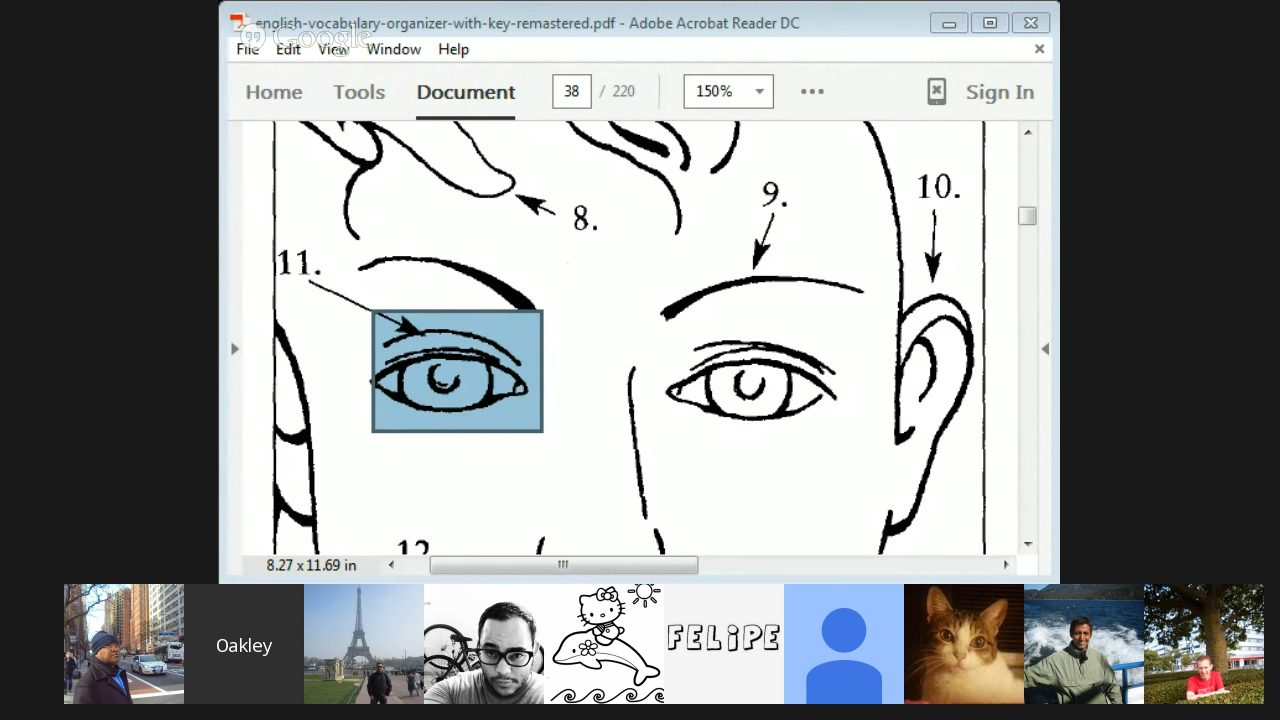 english-vocabulary-organizer-with-key-remastered.pdf - Adobe Acrobat Reader DC
Google
File Edit View Window Help
Home Tools Document 38 / 220 150% Sign In
9.
10.
8.
11.
12
8.27 x 11.69 in
Oakley
FELiPE